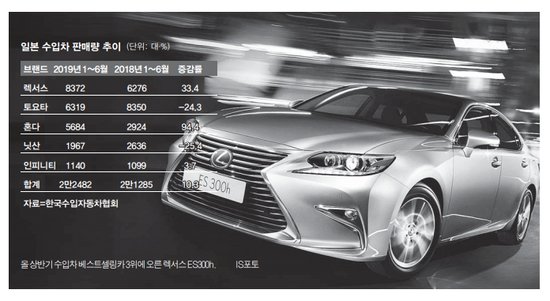 일본 수입차 판매량 추이 (단위: 대·%)
브랜드 2019년 1~6월 2018년 1~6월 증감률
렉서스 8372 6276 33.4
토요타 6319 8350 -24.3
혼다 5684 2924 94.4
닛산 1967 2636 -25.4
인피니티 1140 1099 3.7
합계 2만2482 2만1285 10.3
자료=한국수입자동차협회
ES 300h
올 상반기 수입차 베스트셀링카 3위에 오른 렉서스 ES300h. IS포토